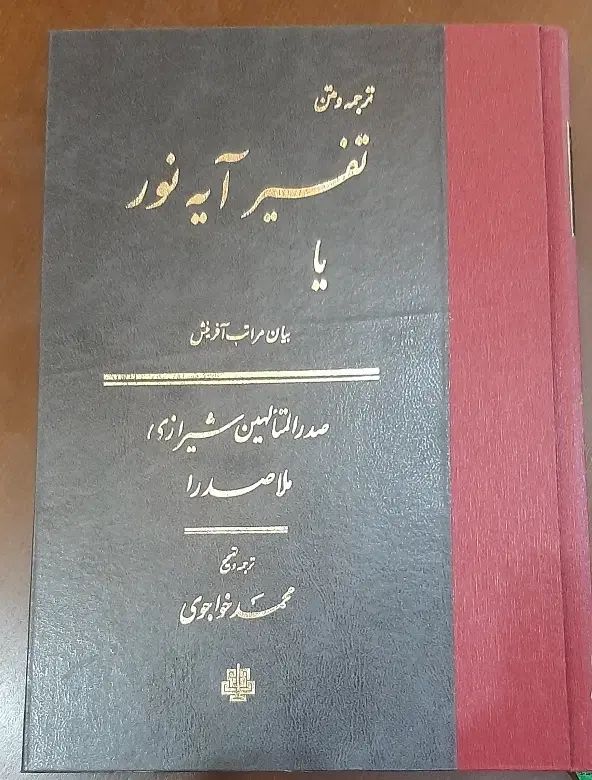 ترجمه و متن
تفسیر آیه نور
یا
بیان مراتب آفرینش
صدرالمتألهین شیرازی
ملاصدرا
ترجمه و تصحیح
محمد خواجوی